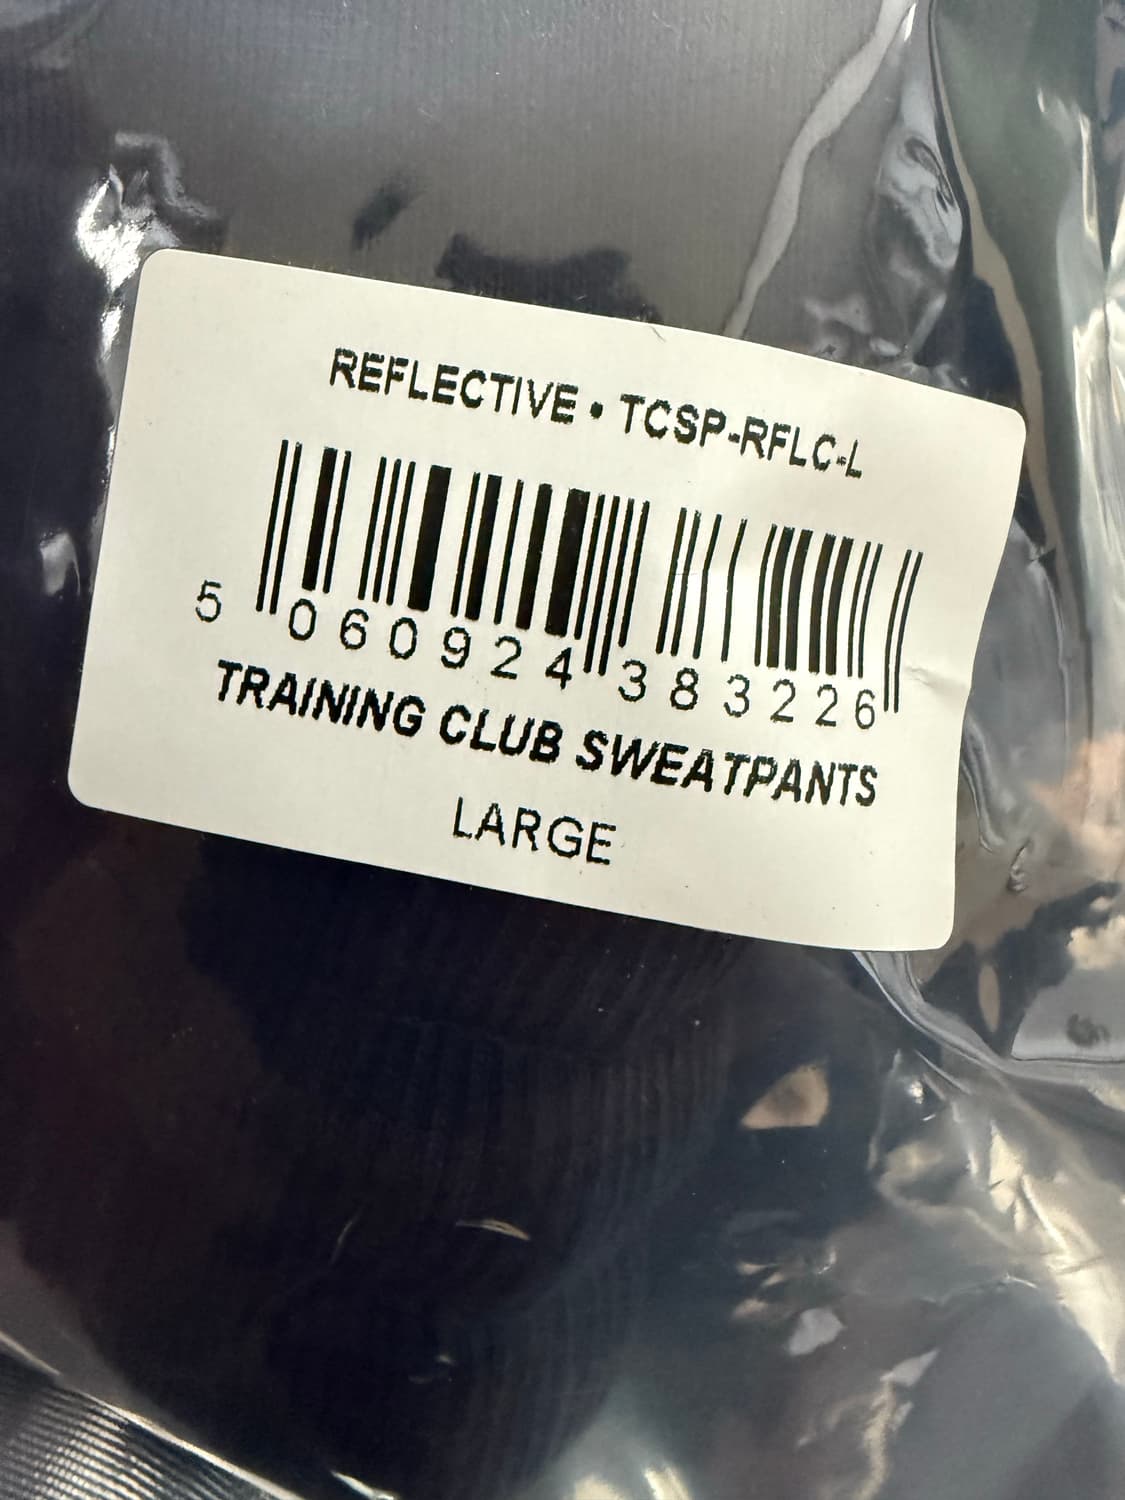 REFLECTIVE • TCSP-RFLC-L
5 060924 383226
TRAINING CLUB SWEATPANTS
LARGE